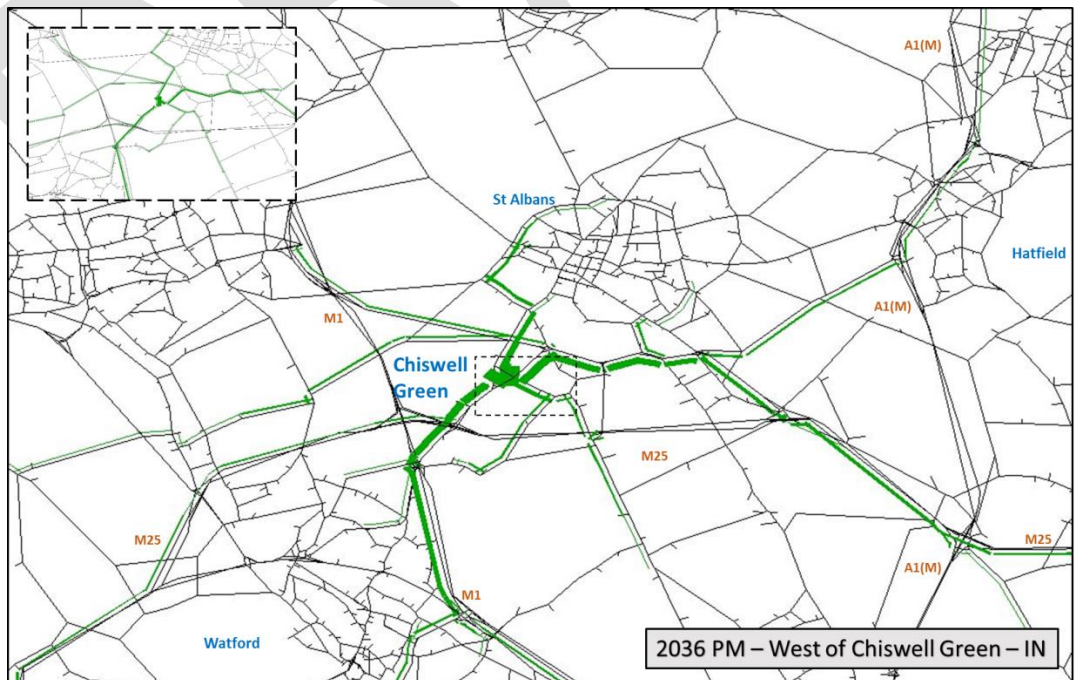 A1(M)
St Albans
Hatfield
M1
A1(M)
Chiswell
Green
M25
M25
M25
A1(M)
M1
Watford
2036 PM – West of Chiswell Green – IN